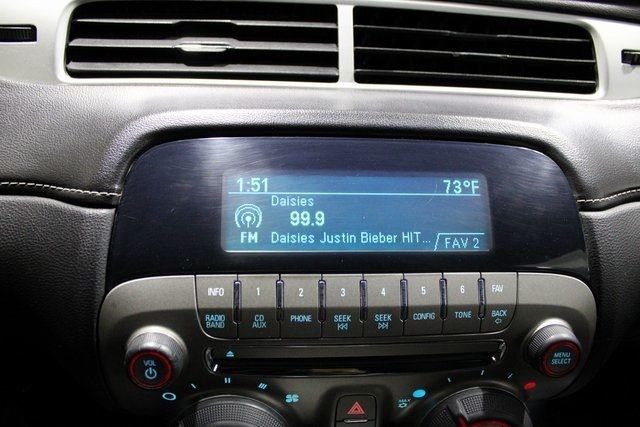 1:51 73°F
Daisies
99.9
FM Daisies Justin Bieber HIT... FAV 2
INFO 1 2 3 4 5 6 FAV
RADIO BAND CD AUX PHONE SEEK SEEK CONFIG TONE BACK
VOL
MENU SELECT
MAX